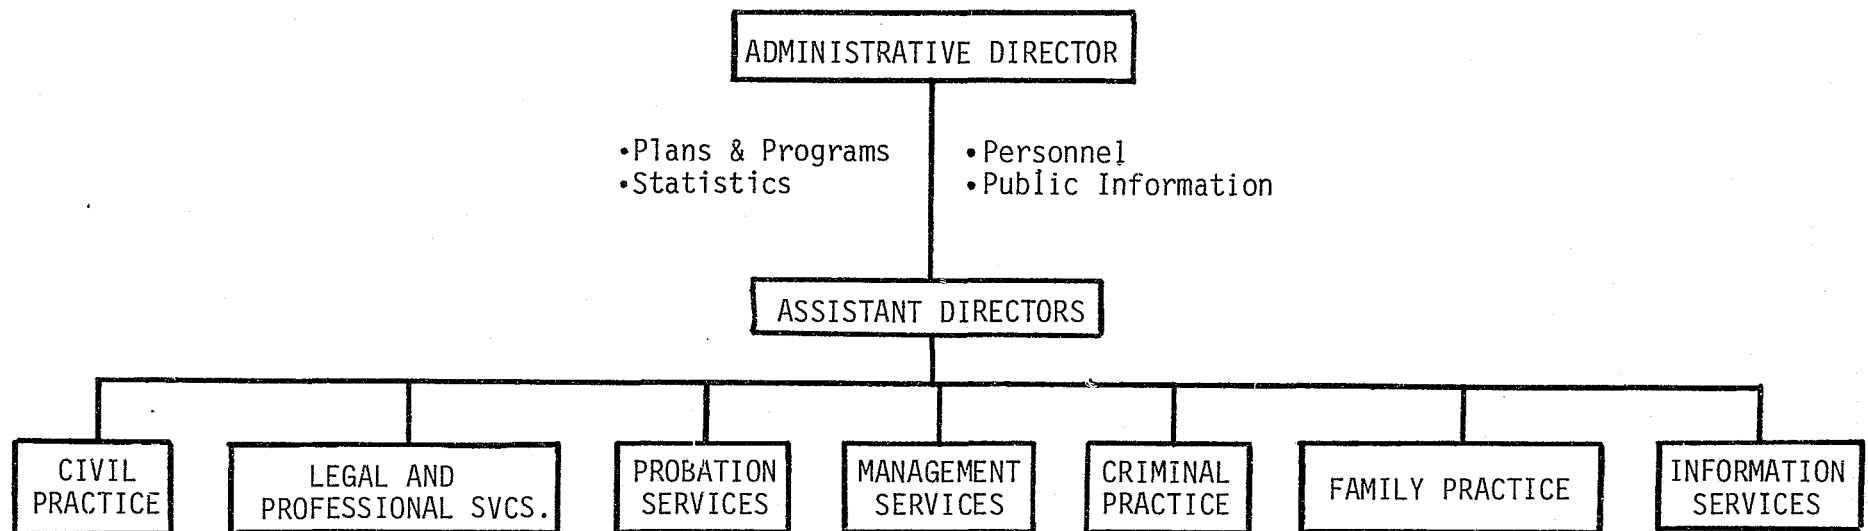 ADMINISTRATIVE DIRECTOR
•Plans & Programs
•Statistics
•Personnel
•Public Information
ASSISTANT DIRECTORS
CIVIL
PRACTICE
LEGAL AND
PROFESSIONAL SVCS.
PROBATION
SERVICES
MANAGEMENT
SERVICES
CRIMINAL
PRACTICE
FAMILY PRACTICE
INFORMATION
SERVICES